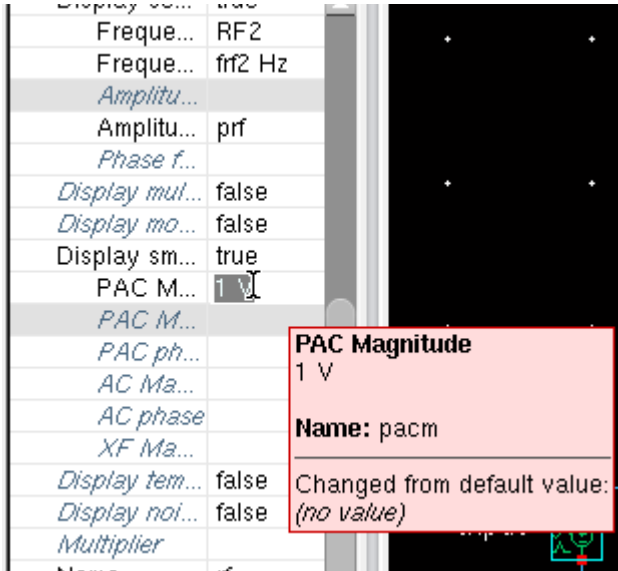 true
Freque... RF2
Freque... frf2 Hz
Amplitu...
Amplitu... prf
Phase f...
Display mul... false
Display mo... false
Display sm... true
PAC M... 1 V
PAC M...
PAC ph...
AC Ma...
AC phase
XF Ma...
Display tem... false
Display noi... false
Multiplier
PAC Magnitude
1 V
Name: pacm
Changed from default value:
(no value)